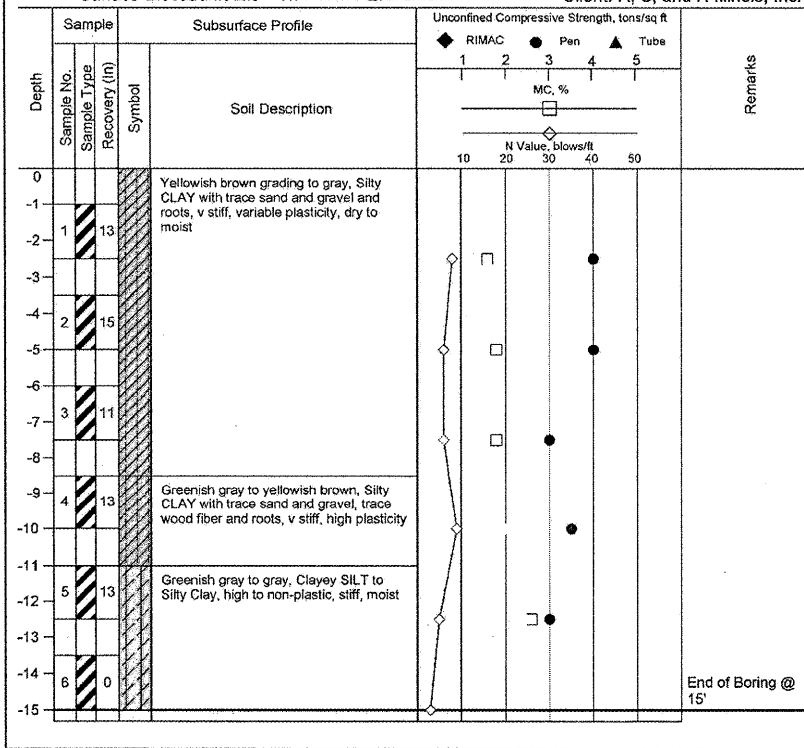 Sample
Subsurface Profile
Unconfined Compressive Strength, tons/sq ft
RIMAC Pen Tube
1 2 3 4 5
Depth
Sample No.
Sample Type
Recovery (In)
Symbol
Soil Description
MC, %
N Value, blows/ft
10 20 30 40 50
Remarks
0
Yellowish brown grading to gray, Silty
CLAY with trace sand and gravel and
roots, v stiff, variable plasticity, dry to
moist
-1
1 13
-2
-3
-4
2 15
-5
-6
3 11
-7
-8
Greenish gray to yellowish brown, Silty
CLAY with trace sand and gravel, trace
wood fiber and roots, v stiff, high plasticity
-9
4 13
-10
-11
Greenish gray to gray, Clayey SILT to
Silty Clay, high to non-plastic, stiff, moist
5 13
-12
-13
-14
6 0
End of Boring @
15'
-15